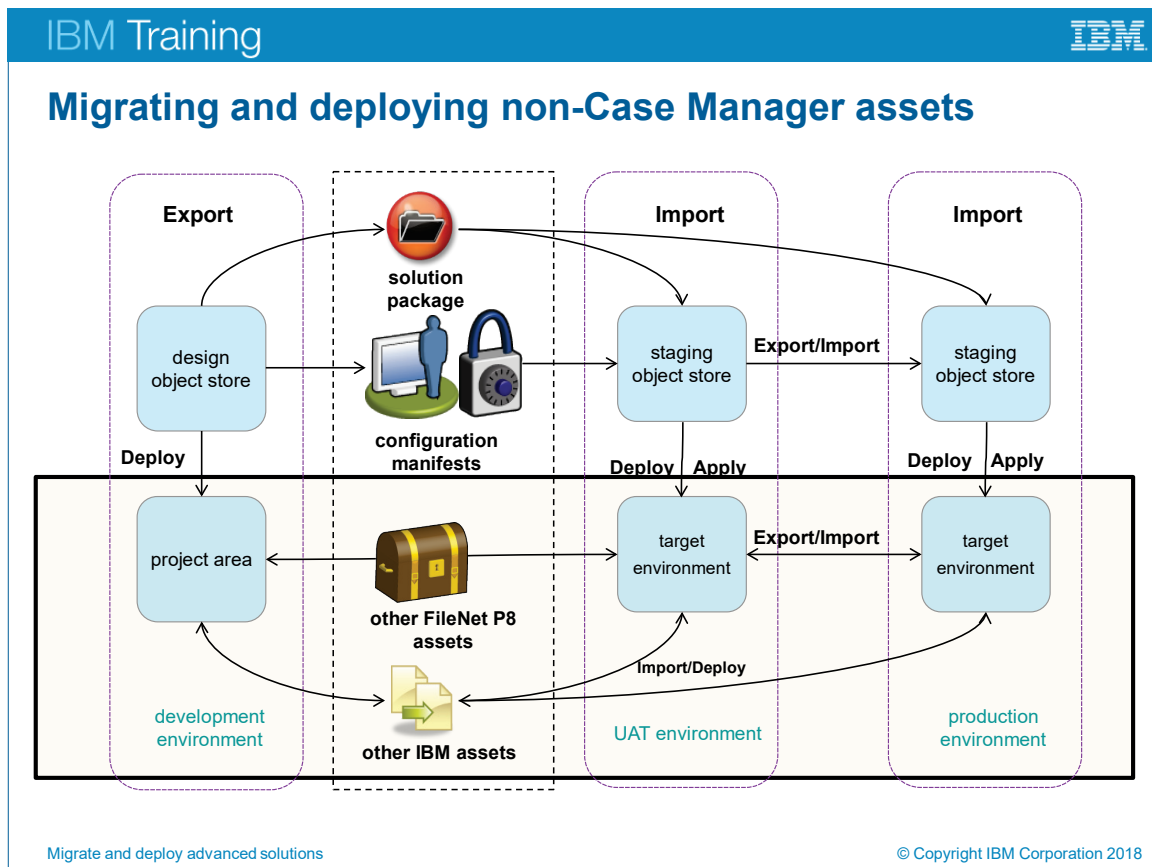 IBM Training
IBM
Migrating and deploying non-Case Manager assets
Export
Import
Import
solution
package
design
object store
staging
object store
Export/Import
staging
object store
configuration
manifests
Deploy
Deploy
Apply
Deploy
Apply
project area
target
environment
Export/Import
target
environment
other FileNet P8
assets
Import/Deploy
development
environment
other IBM assets
UAT environment
production
environment
Migrate and deploy advanced solutions
© Copyright IBM Corporation 2018